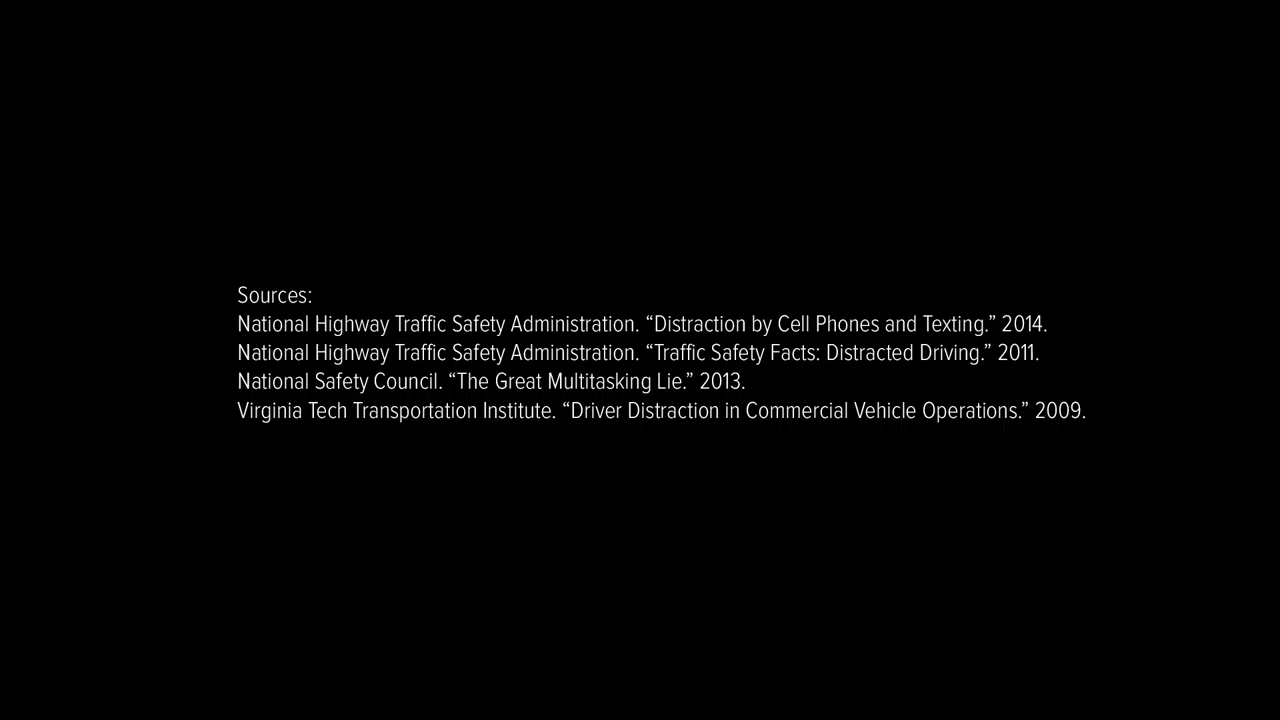 Sources:
National Highway Traffic Safety Administration. “Distraction by Cell Phones and Texting.” 2014.
National Highway Traffic Safety Administration. “Traffic Safety Facts: Distracted Driving.” 2011.
National Safety Council. “The Great Multitasking Lie.” 2013.
Virginia Tech Transportation Institute. “Driver Distraction in Commercial Vehicle Operations.” 2009.